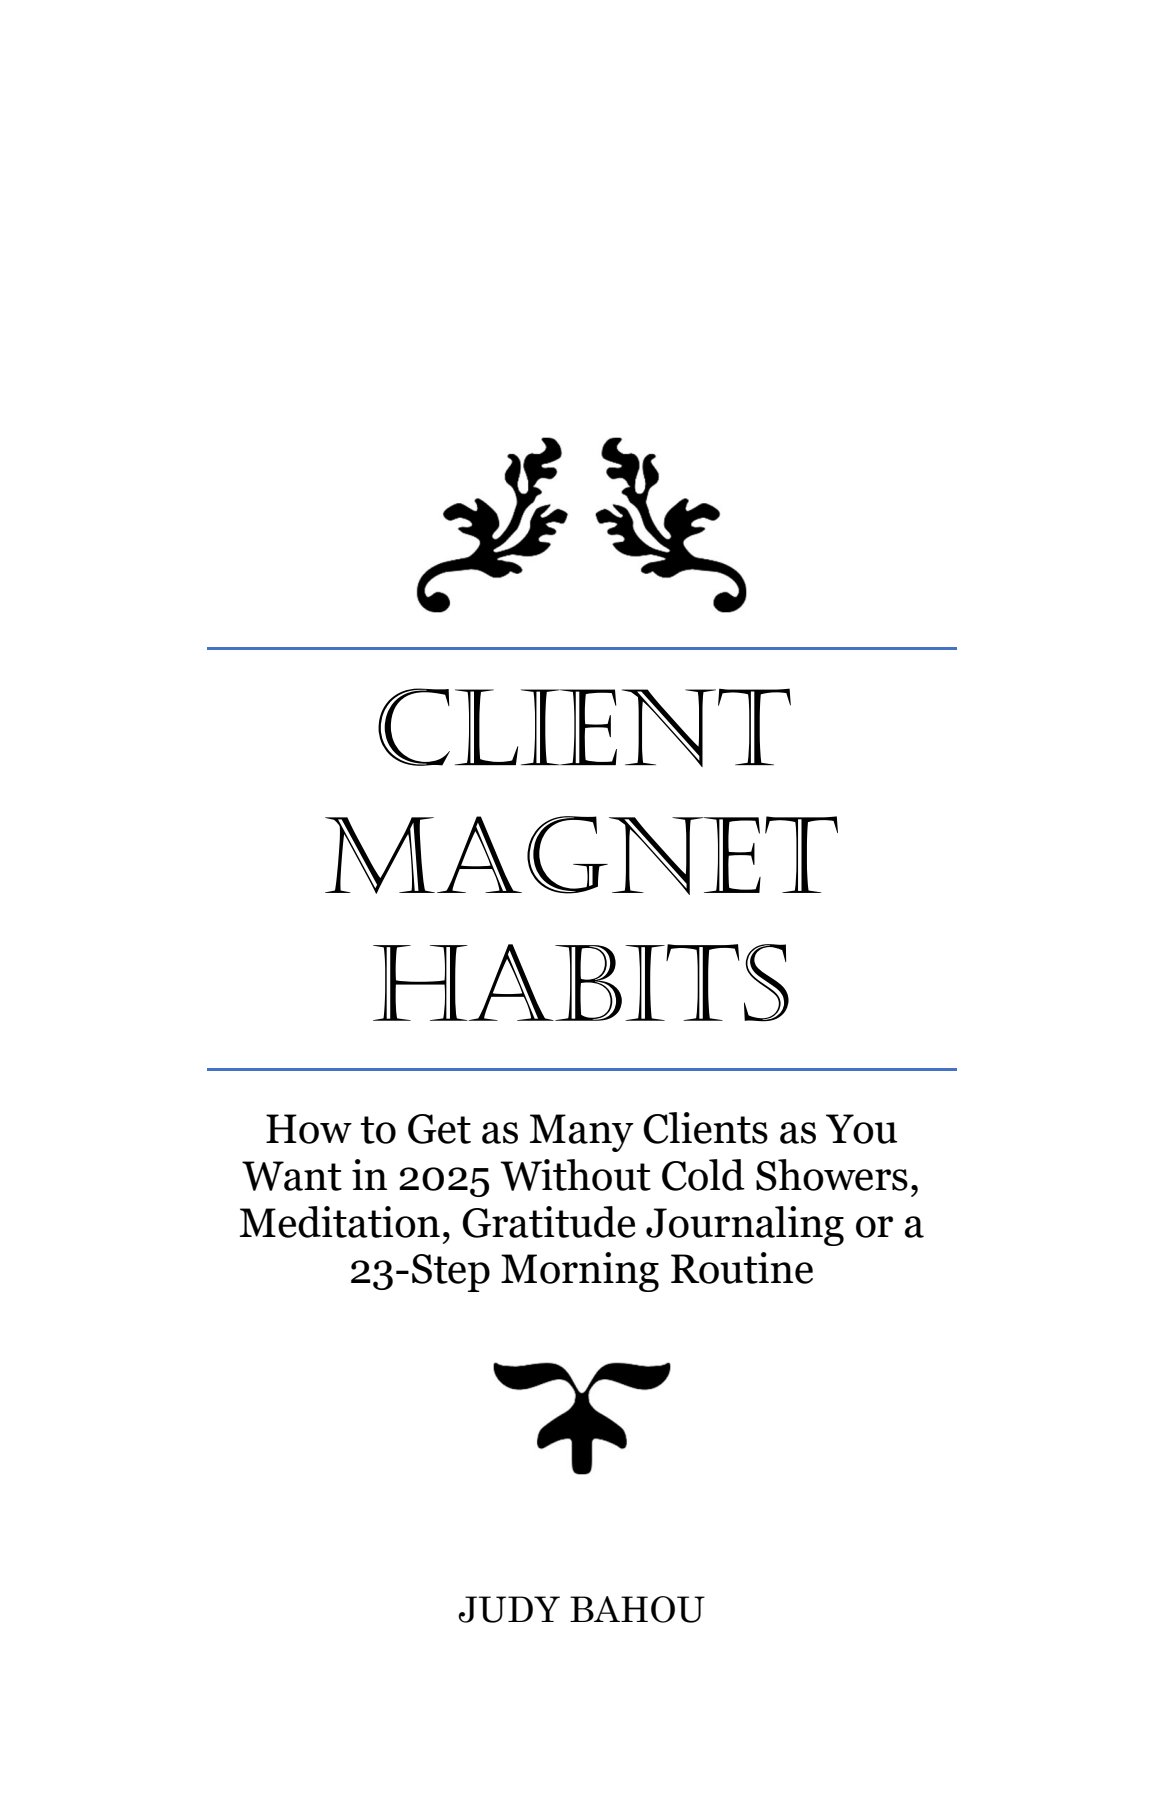 CLIENT
MAGNET
HABITS
How to Get as Many Clients as You
Want in 2025 Without Cold Showers,
Meditation, Gratitude Journaling or a
23-Step Morning Routine
JUDY BAHOU